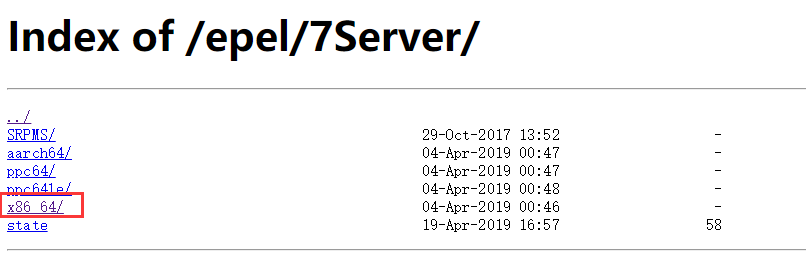 Index of /epel/7Server/
../
SRPMS/ 29-Oct-2017 13:52 -
aarch64/ 04-Apr-2019 00:47 -
ppc64/ 04-Apr-2019 00:47 -
ppc64le/ 04-Apr-2019 00:48 -
x86_64/ 04-Apr-2019 00:46 -
state 19-Apr-2019 16:57 58